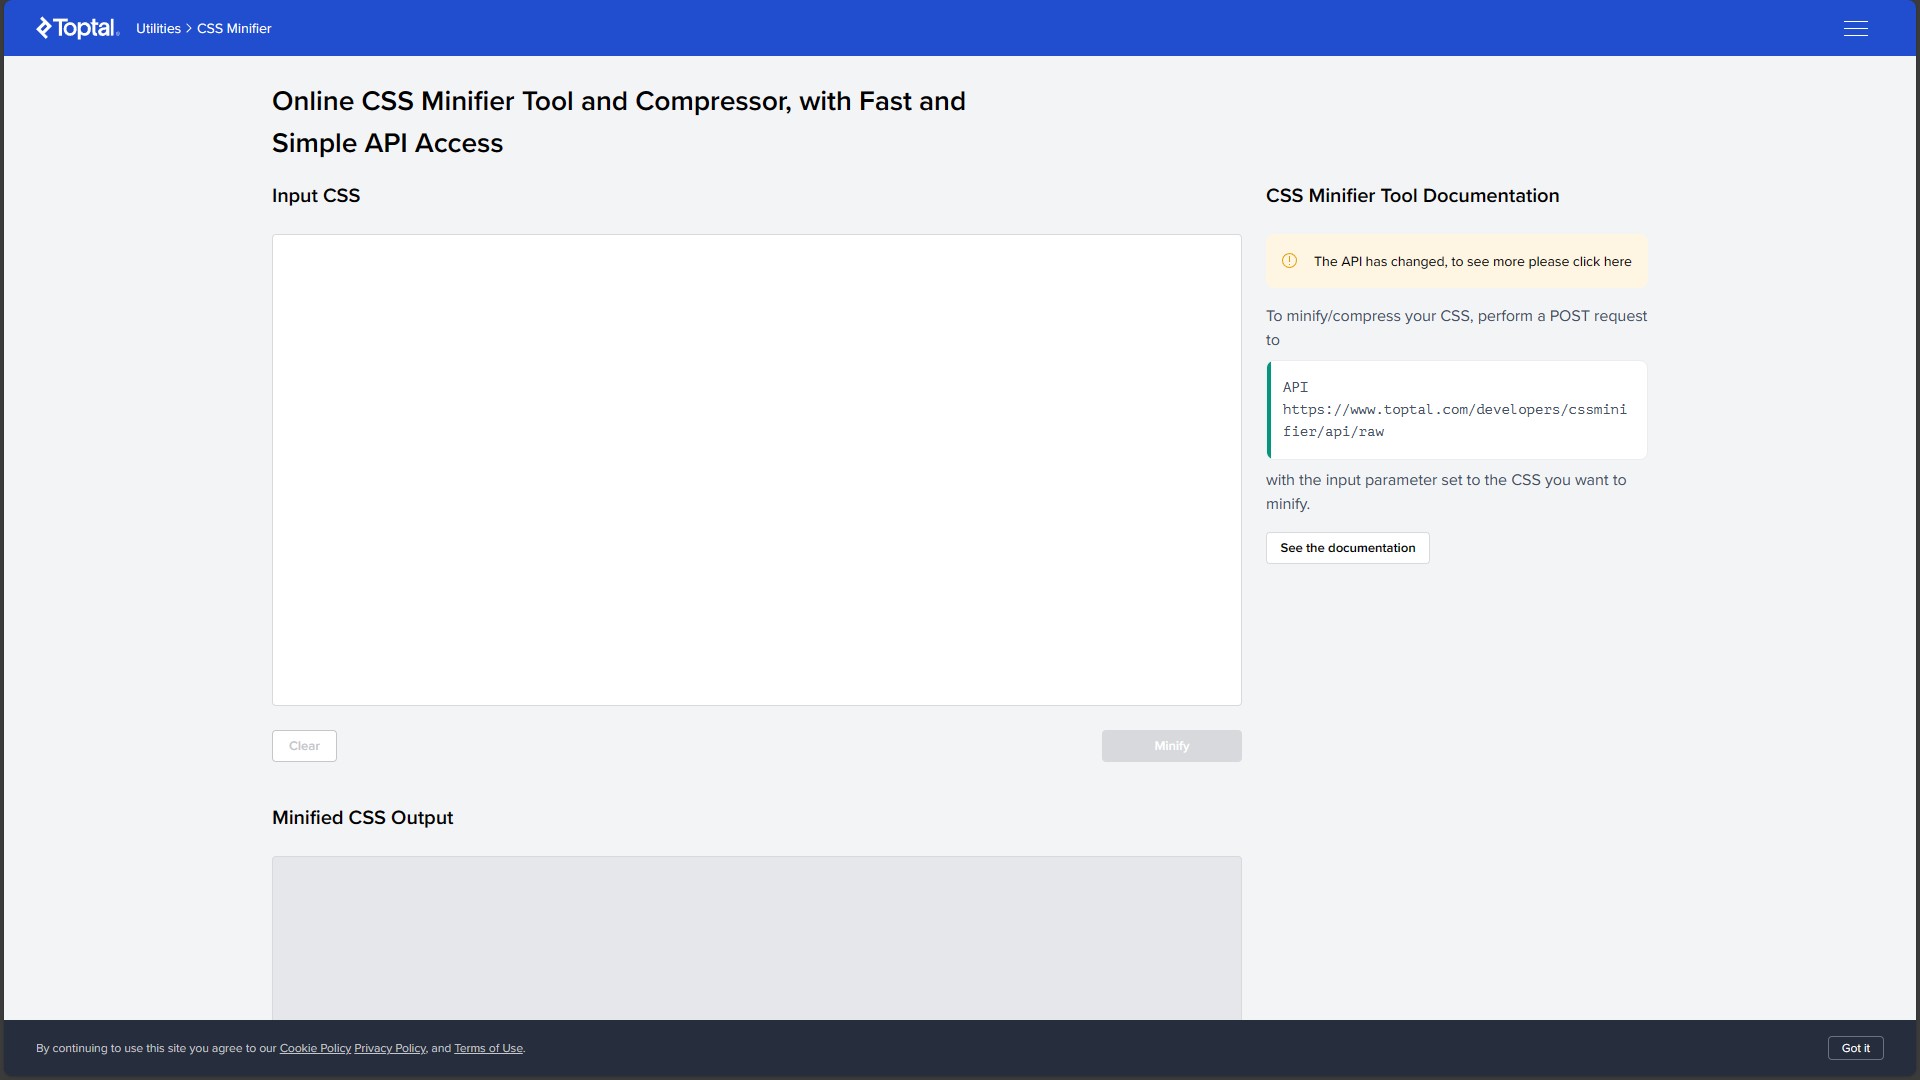 Toptal
Utilities > CSS Minifier
Online CSS Minifier Tool and Compressor, with Fast and
Simple API Access
Input CSS
Clear
Minify
Minified CSS Output
CSS Minifier Tool Documentation
The API has changed, to see more please click here
To minify/compress your CSS, perform a POST request
to
API
https://www.toptal.com/developers/cssmini
fier/api/raw
with the input parameter set to the CSS you want to
minify.
See the documentation
By continuing to use this site you agree to our Cookie Policy Privacy Policy, and Terms of Use.
Got it